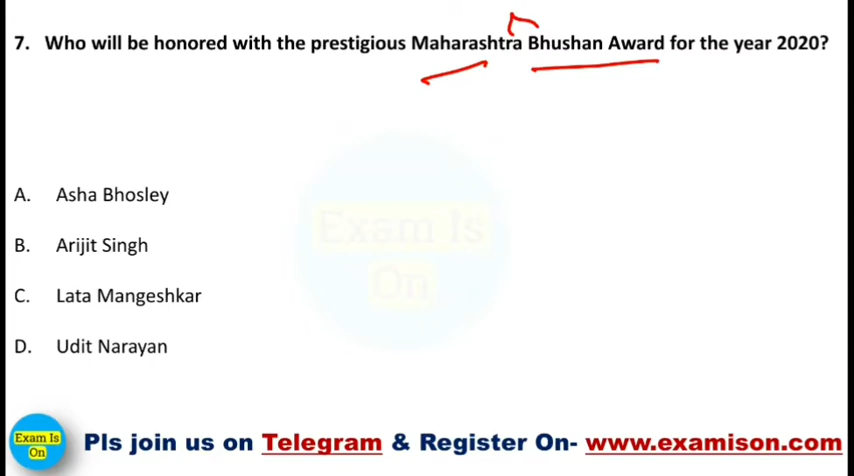 7. Who will be honored with the prestigious Maharashtra Bhushan Award for the year 2020?
Exam Is
On
A. Asha Bhosley
B. Arijit Singh
C. Lata Mangeshkar
D. Udit Narayan
Exam Is
On
Pls join us on Telegram & Register On- www.examison.com